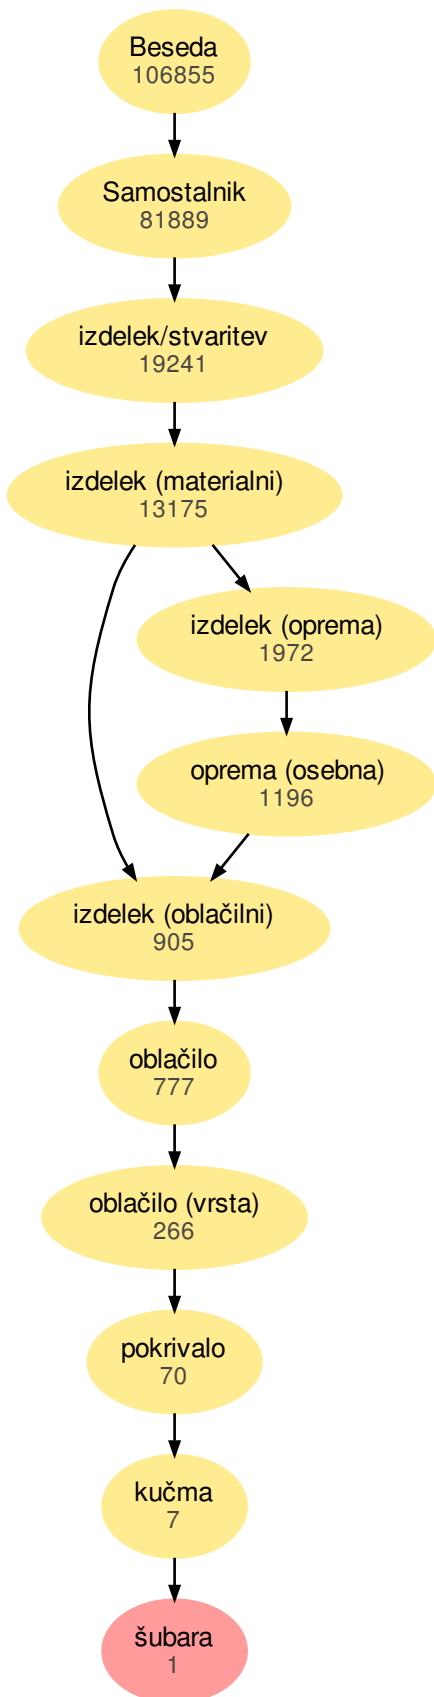 Beseda
106855
Samostalnik
81889
izdelek/stvaritev
19241
izdelek (materialni)
13175
izdelek (oprema)
1972
oprema (osebna)
1196
izdelek (oblačilni)
905
oblačilo
777
oblačilo (vrsta)
266
pokrivalo
70
kučma
7
šubara
1